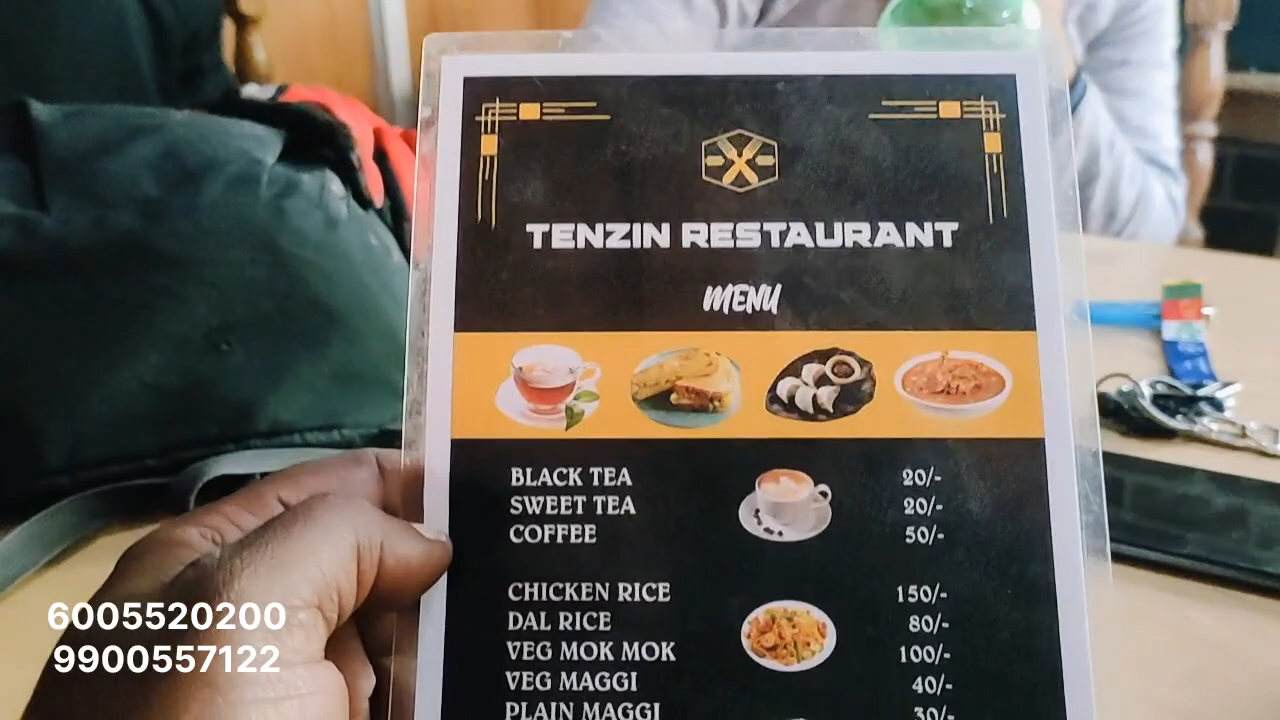 TENZIN RESTAURANT
MENU
BLACK TEA 20/-
SWEET TEA 20/-
COFFEE 50/-
CHICKEN RICE 150/-
DAL RICE 80/-
VEG MOK MOK 100/-
VEG MAGGI 40/-
PLAIN MAGGI 30/-
6005520200
9900557122